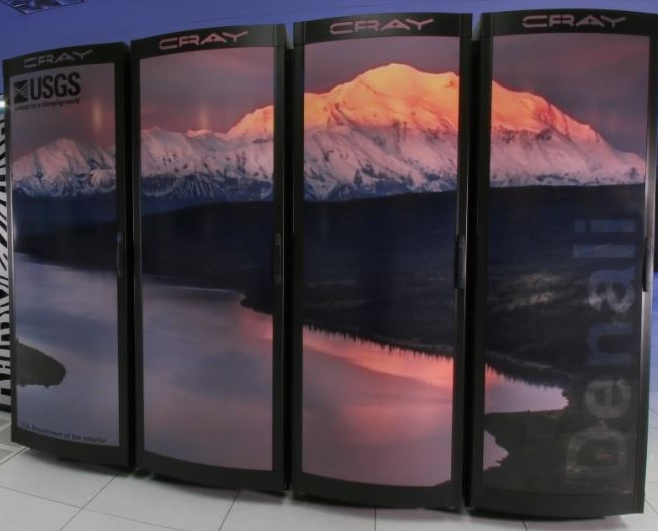 CRAY
CRAY
CRAY
CRAY
USGS
science for a changing world
U.S. Department of the Interior
Denali